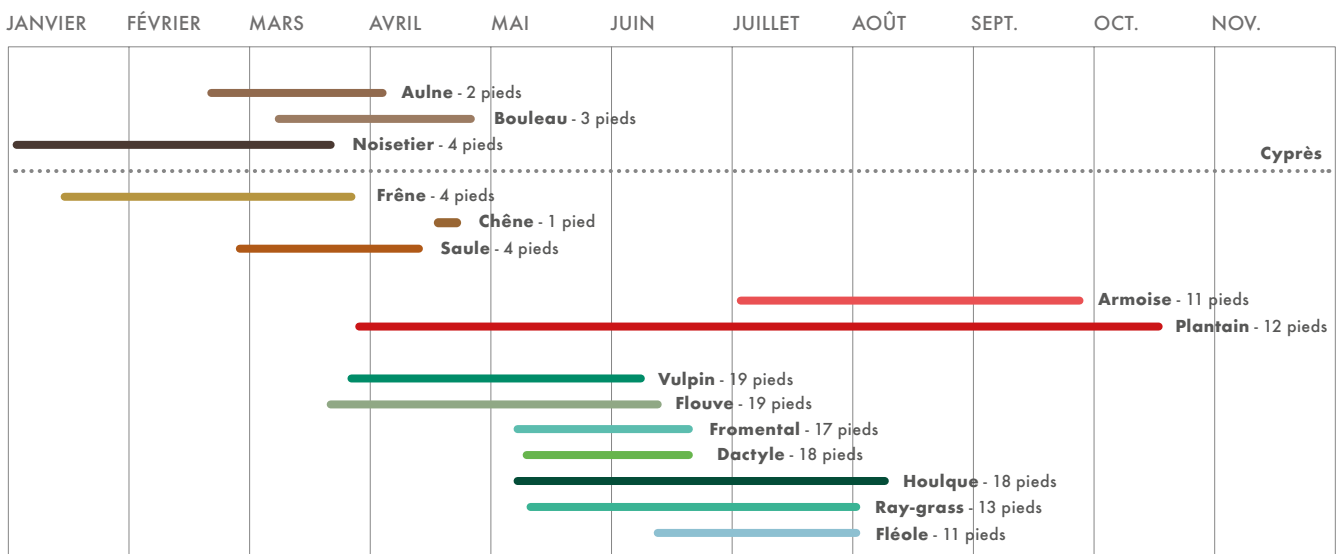 JANVIER FÉVRIER MARS AVRIL MAI JUIN JUILLET AOÛT SEPT. OCT. NOV.
Aulne - 2 pieds
Bouleau - 3 pieds
Noisetier - 4 pieds
Cyprès
Frêne - 4 pieds
Chêne - 1 pied
Saule - 4 pieds
Armoise - 11 pieds
Plantain - 12 pieds
Vulpin - 19 pieds
Flouve - 19 pieds
Fromental - 17 pieds
Dactyle - 18 pieds
Houlque - 18 pieds
Ray-grass - 13 pieds
Fléole - 11 pieds